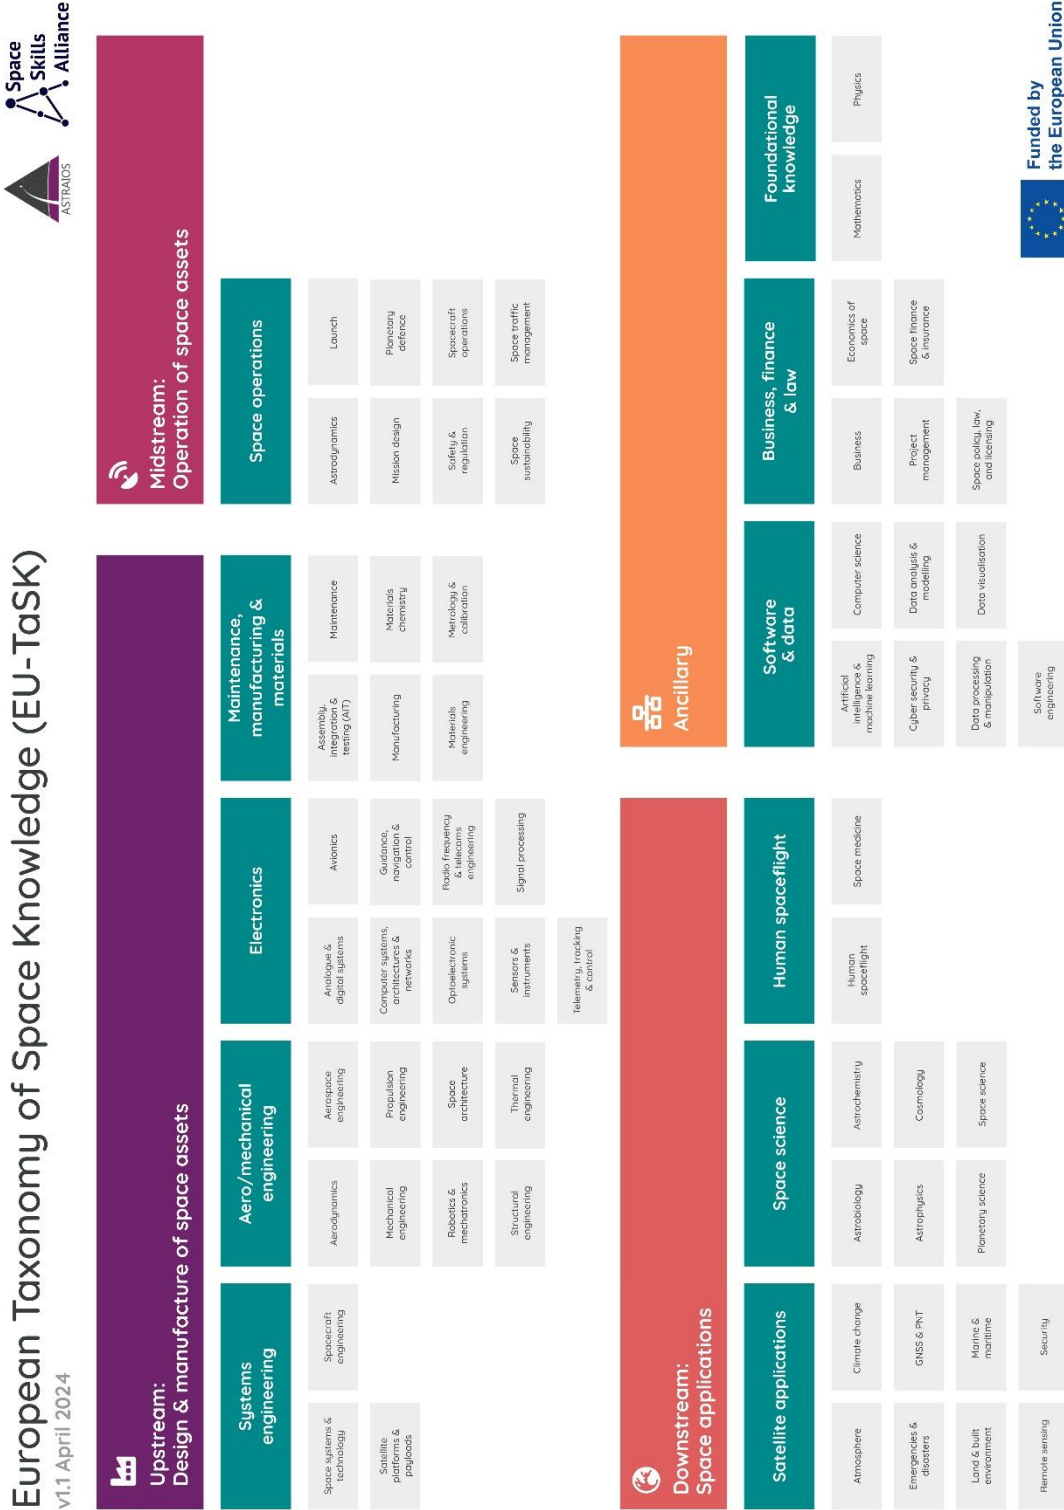 European Taxonomy of Space Knowledge (EU-TaSK)
v1.1 April 2024
ASTRAIOS
Space
Skills
Alliance
Upstream:
Design & manufacture of space assets
Systems
engineering
Space systems &
technology
Spacecraft
engineering
Satellite
platforms &
payloads
Aero/mechanical
engineering
Aerodynamics
Aerospace
engineering
Mechanical
engineering
Propulsion
engineering
Robotics &
mechatronics
Space
architecture
Structural
engineering
Thermal
engineering
Electronics
Analogue &
digital systems
Avionics
Computer systems,
architectures &
networks
Guidance,
navigation &
control
Optoelectronic
systems
Radio frequency
& telecoms
engineering
Sensors &
instruments
Signal processing
Telemetry, tracking
& control
Maintenance,
manufacturing &
materials
Assembly,
integration &
testing (AIT)
Maintenance
Manufacturing
Materials
chemistry
Materials
engineering
Metrology &
calibration
Midstream:
Operation of space assets
Space operations
Astrodynamics
Launch
Mission design
Planetary
defence
Safety &
regulation
Spacecraft
operations
Space
sustainability
Space traffic
management
Downstream:
Space applications
Satellite applications
Atmosphere
Climate change
Emergencies &
disasters
GNSS & PNT
Land & built
environment
Marine &
maritime
Remote sensing
Security
Space science
Astrobiology
Astrochemistry
Astrophysics
Cosmology
Planetary science
Space science
Human spaceflight
Human
spaceflight
Space medicine
Ancillary
Software
& data
Artificial
intelligence &
machine learning
Computer science
Cyber security &
privacy
Data analysis &
modelling
Data processing
& manipulation
Data visualisation
Software
engineering
Business, finance
& law
Business
Economics of
space
Project
management
Space finance
& insurance
Space policy, law,
and licensing
Foundational
knowledge
Mathematics
Physics
Funded by
the European Union